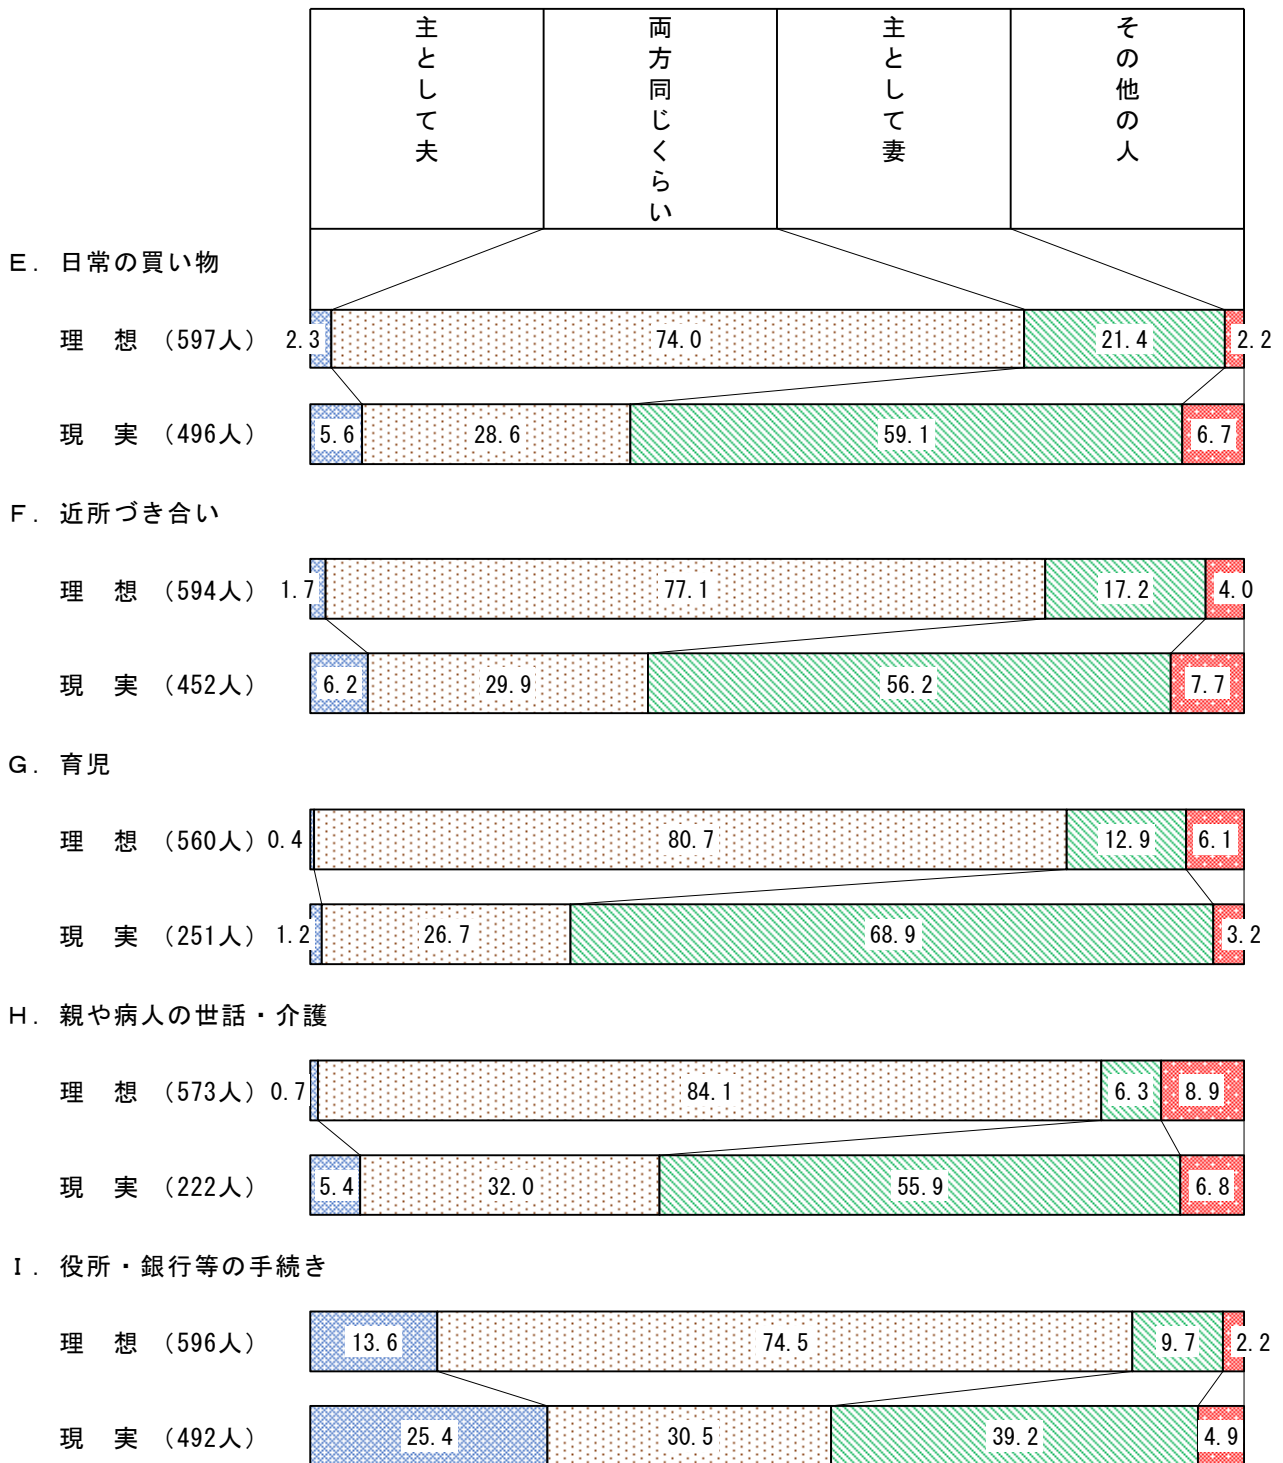 主として夫
両方同じくらい
主として妻
その他の人
E. 日常の買い物
理 想 (597人) 2.3 74.0 21.4 2.2
現 実 (496人) 5.6 28.6 59.1 6.7
F. 近所づき合い
理 想 (594人) 1.7 77.1 17.2 4.0
現 実 (452人) 6.2 29.9 56.2 7.7
G. 育児
理 想 (560人) 0.4 80.7 12.9 6.1
現 実 (251人) 1.2 26.7 68.9 3.2
H. 親や病人の世話・介護
理 想 (573人) 0.7 84.1 6.3 8.9
現 実 (222人) 5.4 32.0 55.9 6.8
I. 役所・銀行等の手続き
理 想 (596人) 13.6 74.5 9.7 2.2
現 実 (492人) 25.4 30.5 39.2 4.9